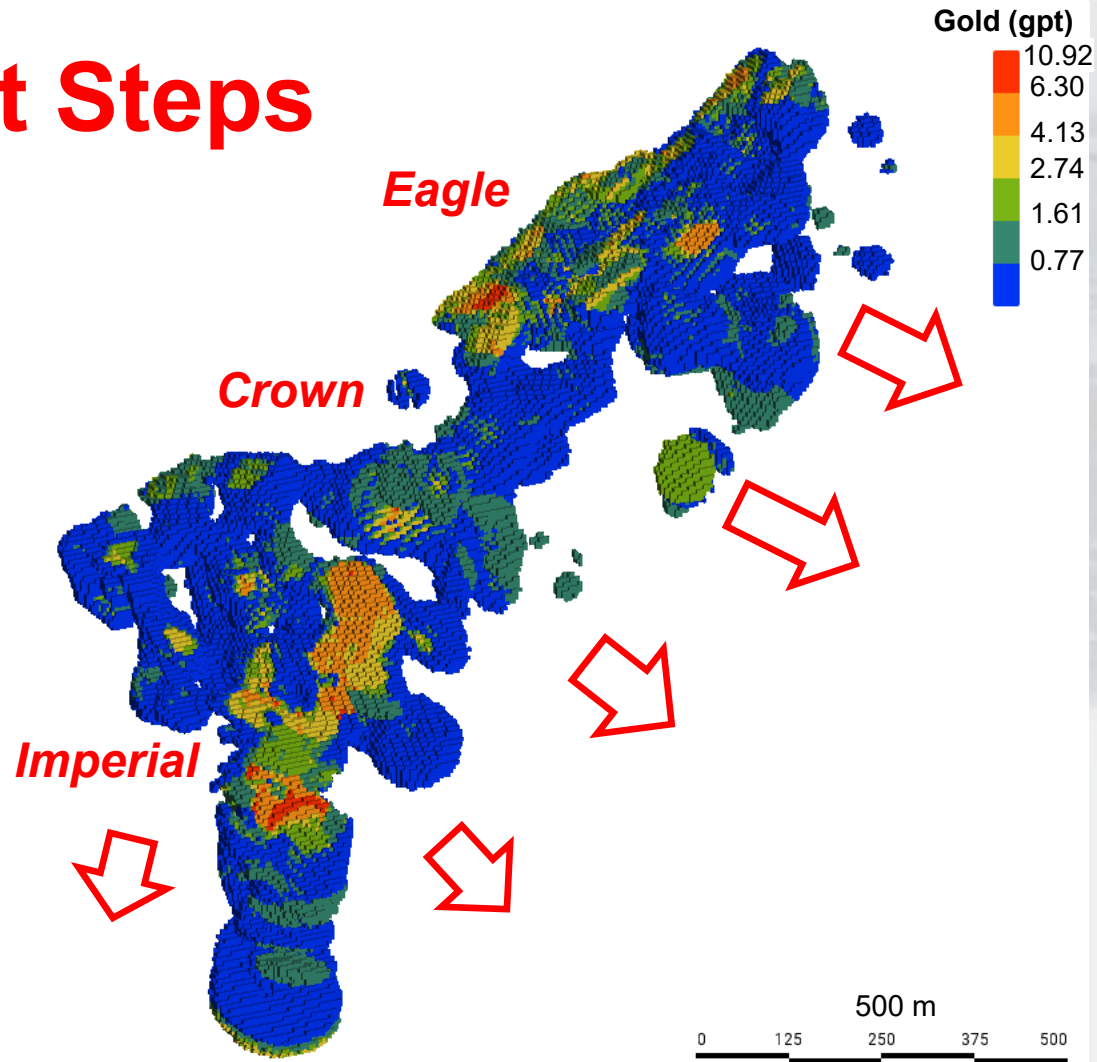 Gold (gpt)
10.92
6.30
4.13
2.74
1.61
0.77
t Steps
Eagle
Crown
Imperial
500 m
0 125 250 375 500